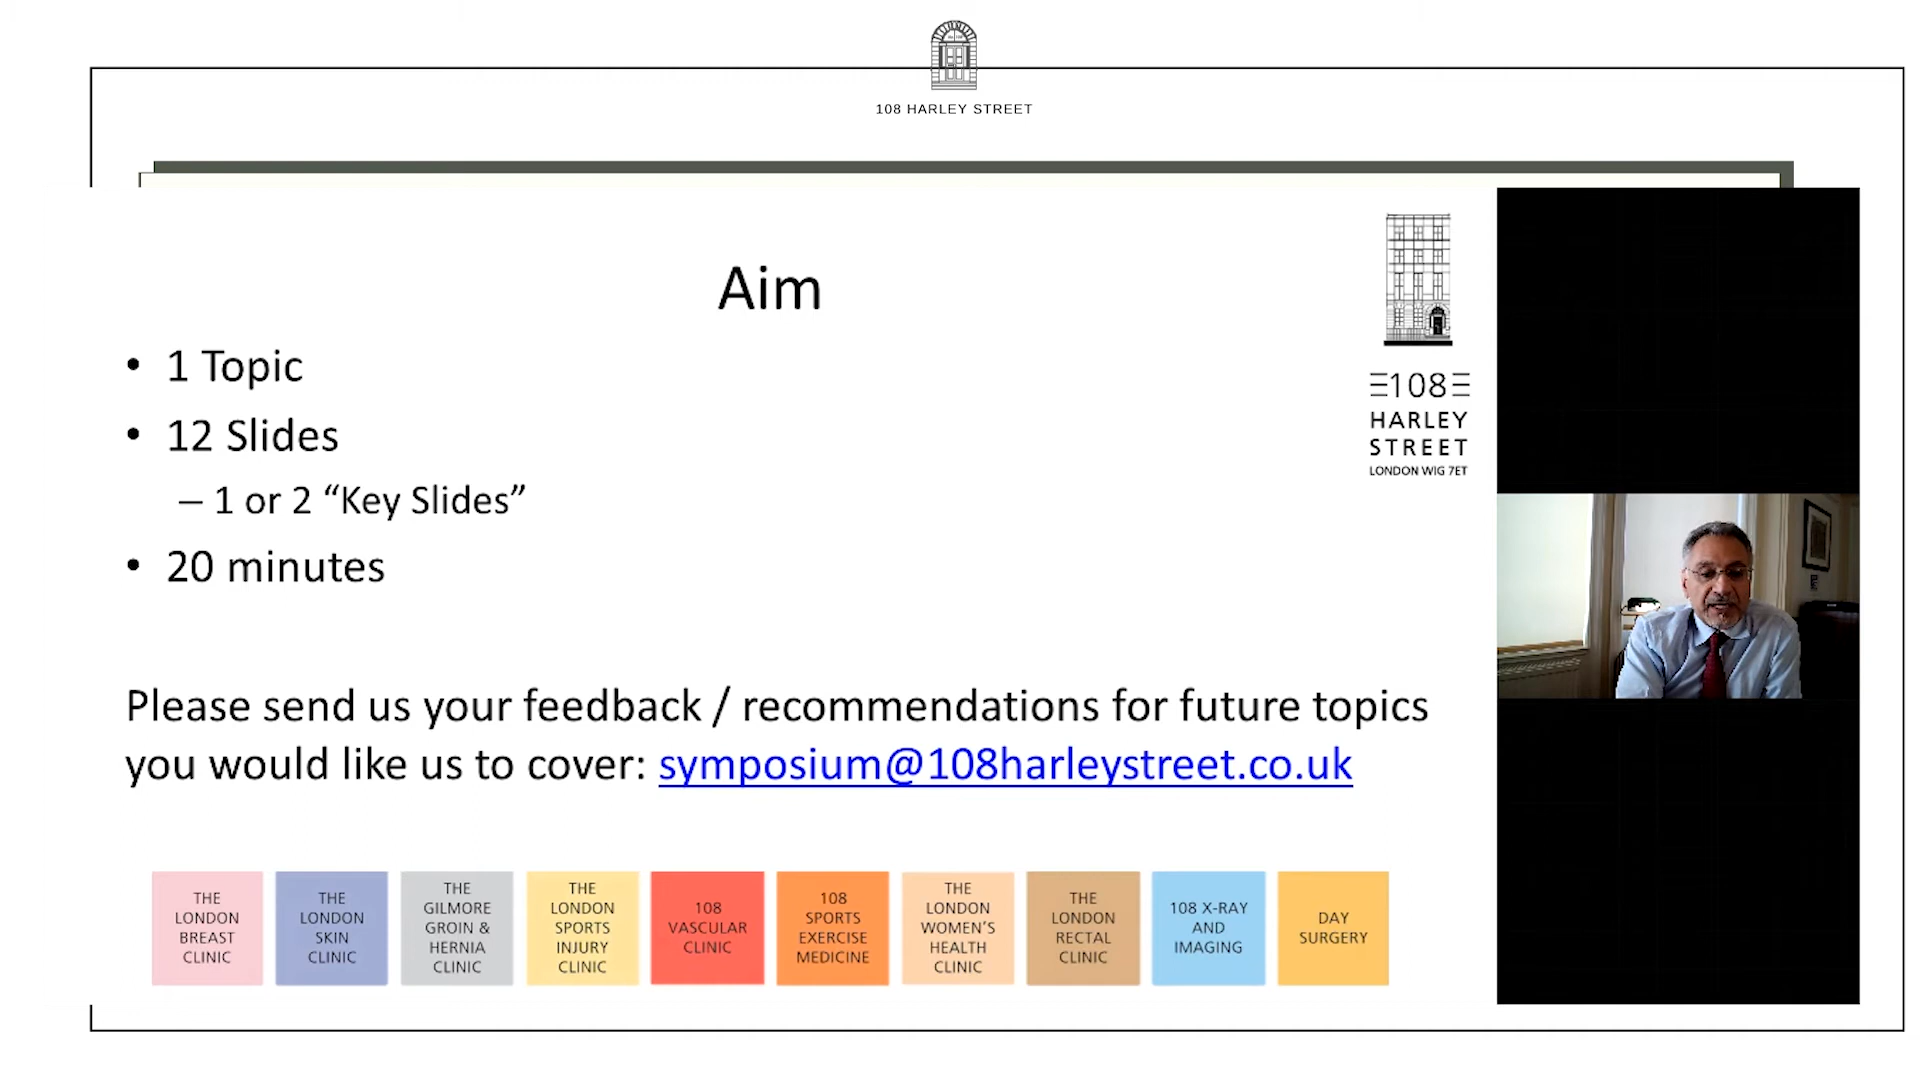 108 HARLEY STREET
Aim
• 1 Topic
• 12 Slides
– 1 or 2 “Key Slides”
• 20 minutes
108
HARLEY
STREET
LONDON W1G 7ET
Please send us your feedback / recommendations for future topics
you would like us to cover: symposium@108harleystreet.co.uk
THE
LONDON
BREAST
CLINIC
THE
LONDON
SKIN
CLINIC
THE
GILMORE
GROIN &
HERNIA
CLINIC
THE
LONDON
SPORTS
INJURY
CLINIC
108
VASCULAR
CLINIC
108
SPORTS
EXERCISE
MEDICINE
THE
LONDON
WOMEN'S
HEALTH
CLINIC
THE
LONDON
RECTAL
CLINIC
108 X-RAY
AND
IMAGING
DAY
SURGERY